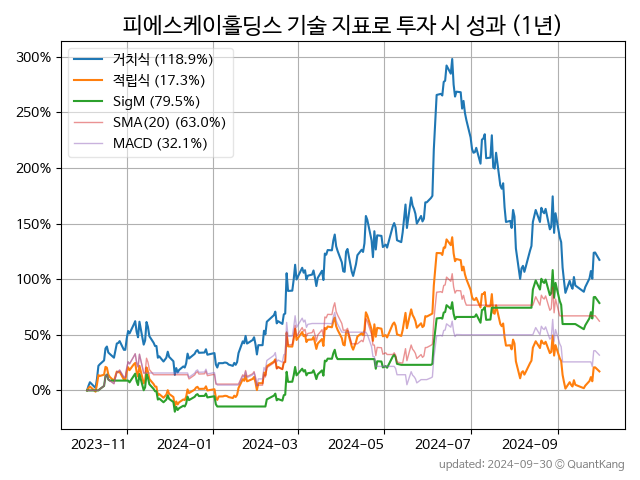 피에스케이홀딩스 기술 지표로 투자 시 성과 (1년)
300%
250%
200%
150%
100%
50%
0%
거치식 (118.9%)
적립식 (17.3%)
SigM (79.5%)
SMA(20) (63.0%)
MACD (32.1%)
2023-11
2024-01
2024-03
2024-05
2024-07
2024-09
updated: 2024-09-30 © QuantKang